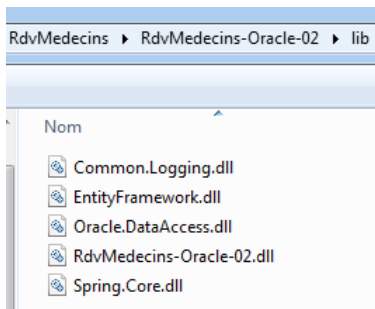 RdvMedecins ▸ RdvMedecins-Oracle-02 ▸ lib
Nom
Common.Logging.dll
EntityFramework.dll
Oracle.DataAccess.dll
RdvMedecins-Oracle-02.dll
Spring.Core.dll